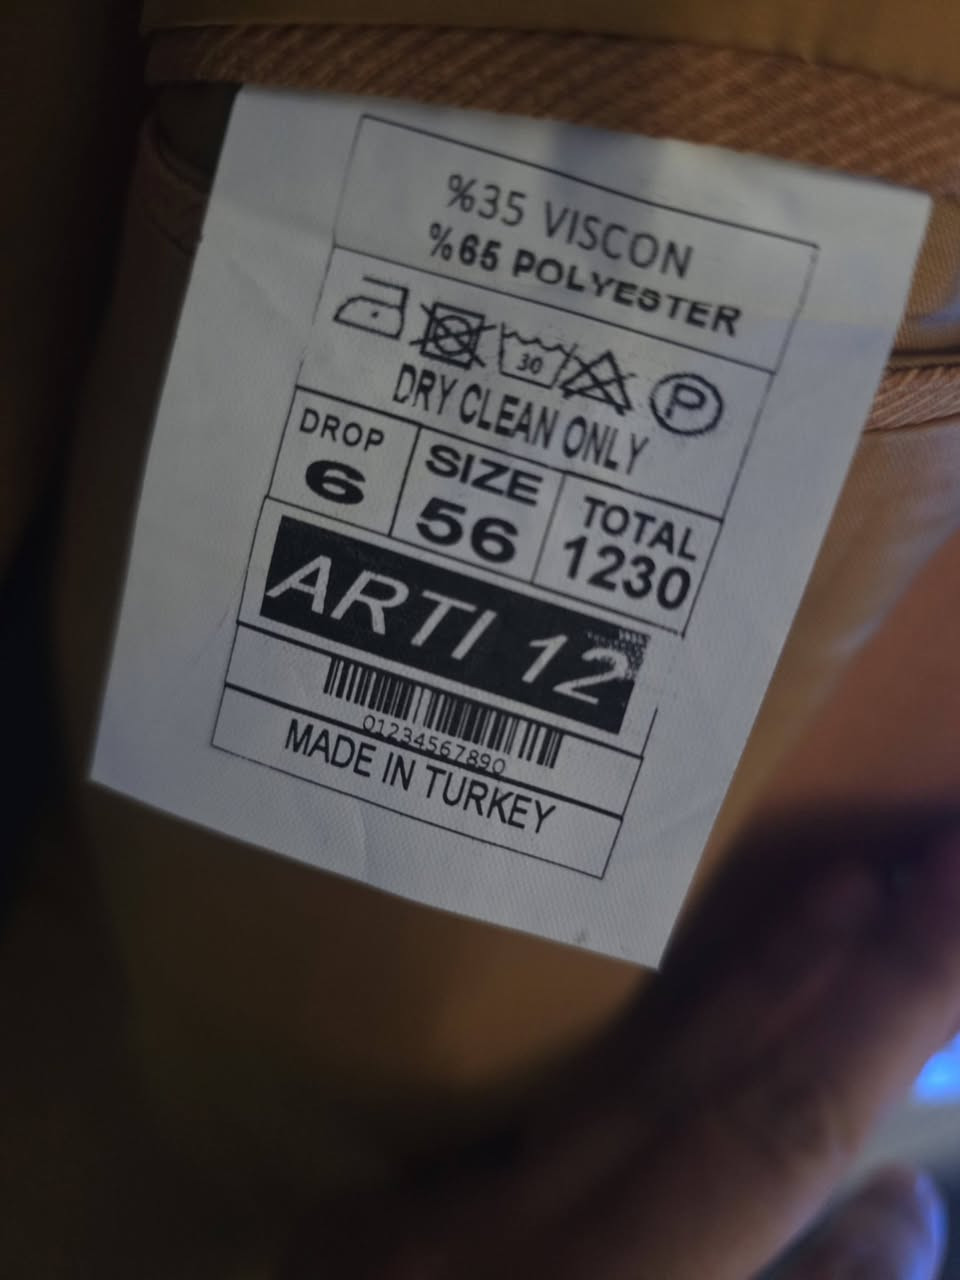 %35 VISCON
%65 POLYESTER
30 P
DRY CLEAN ONLY
DROP SIZE TOTAL
6 56 1230
ARTI 12
01234567890
MADE IN TURKEY